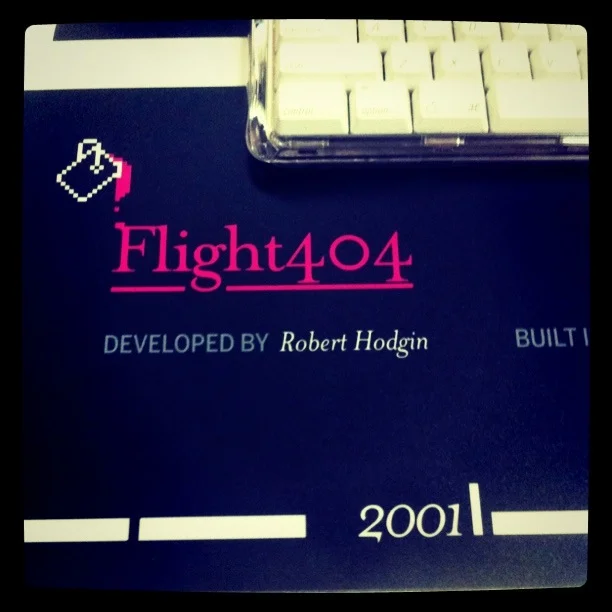 Flight404
DEVELOPED BY Robert Hodgin
BUILT
2001